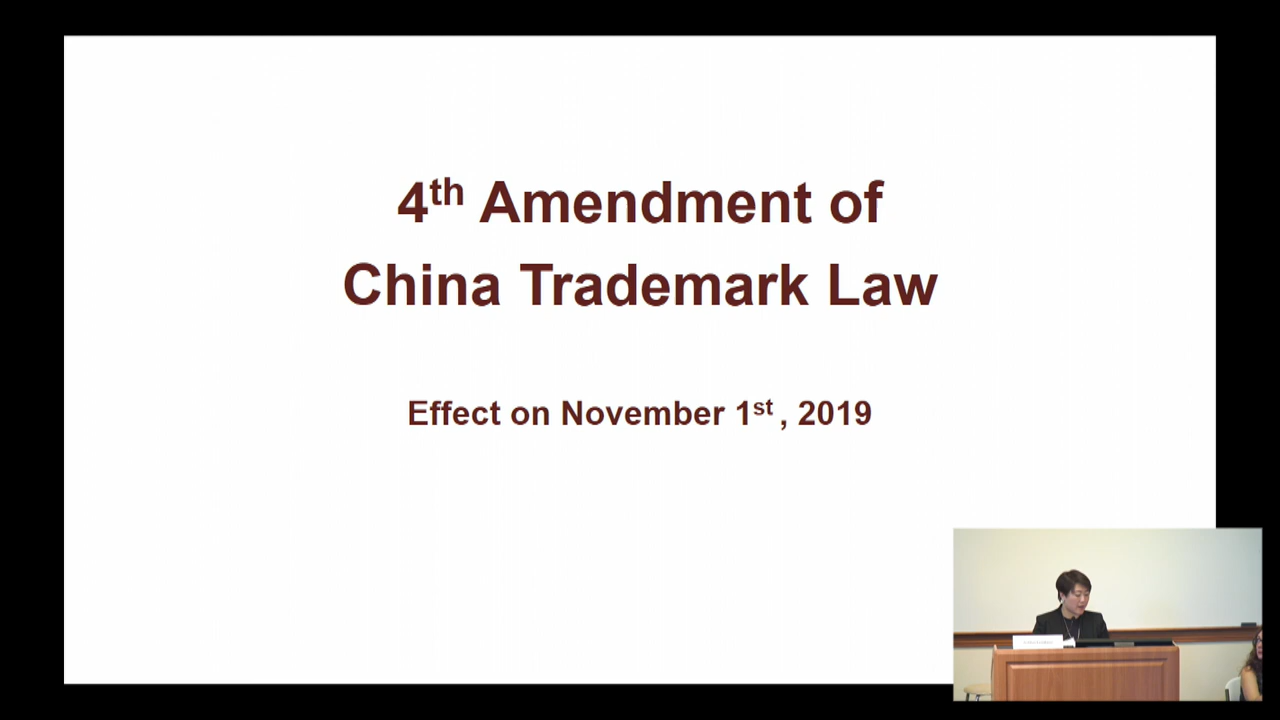 4th Amendment of
China Trademark Law
Effect on November 1st , 2019